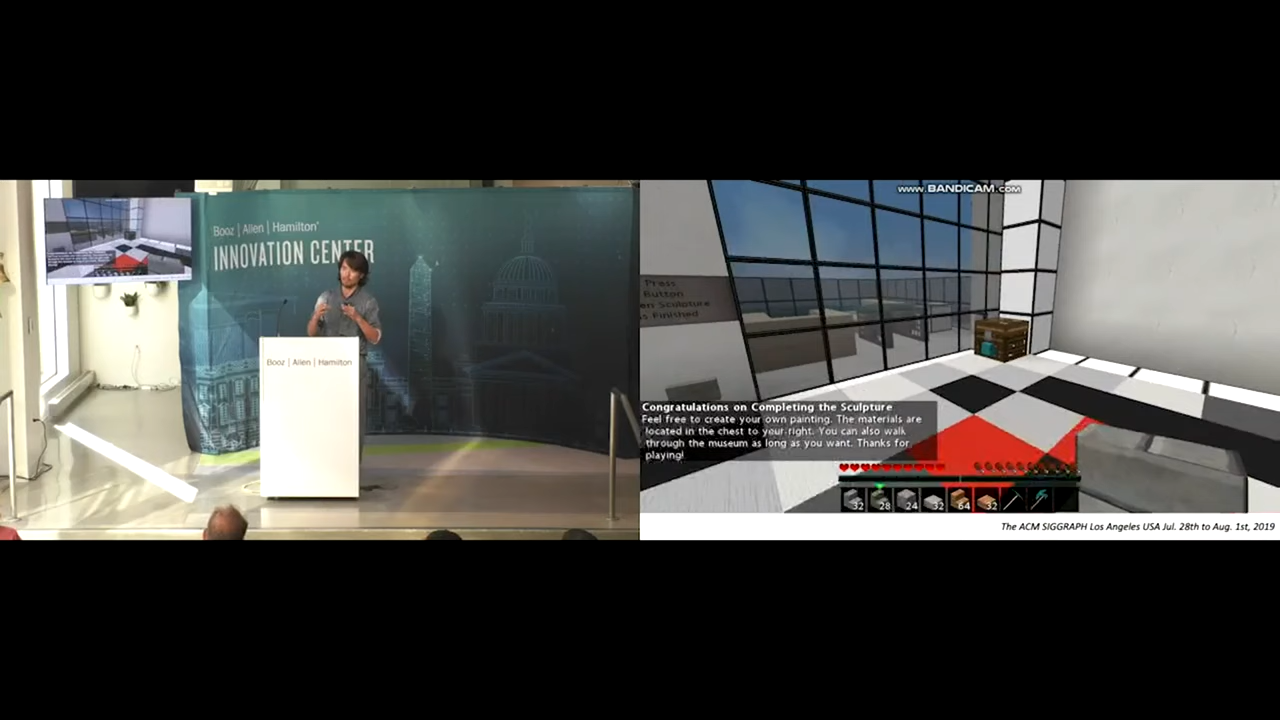 Booz | Allen | Hamilton®
INNOVATION CENTER
Booz | Allen | Hamilton
www.BANDICAM.com
Press
Button
en Sculpture
s Finished
Congratulations on Completing the Sculpture
Feel free to create your own painting. The materials are
located in the chest to your right. You can also walk
through the museum as long as you want. Thanks for
playing!
32 28 24 32 64 32
The ACM SIGGRAPH Los Angeles USA Jul. 28th to Aug. 1st, 2019